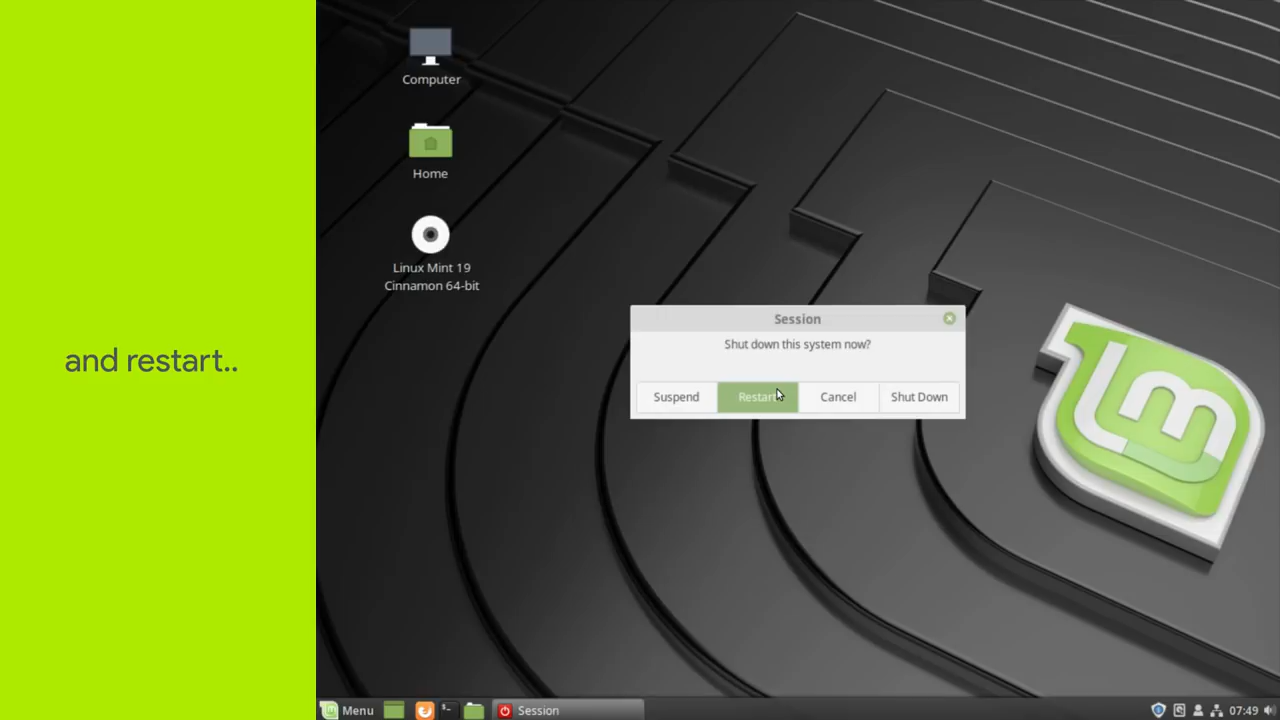 and restart..
Computer
Home
Linux Mint 19
Cinnamon 64-bit
Session
Shut down this system now?
Suspend
Restart
Cancel
Shut Down
lm
Menu
$-
Session
07:49